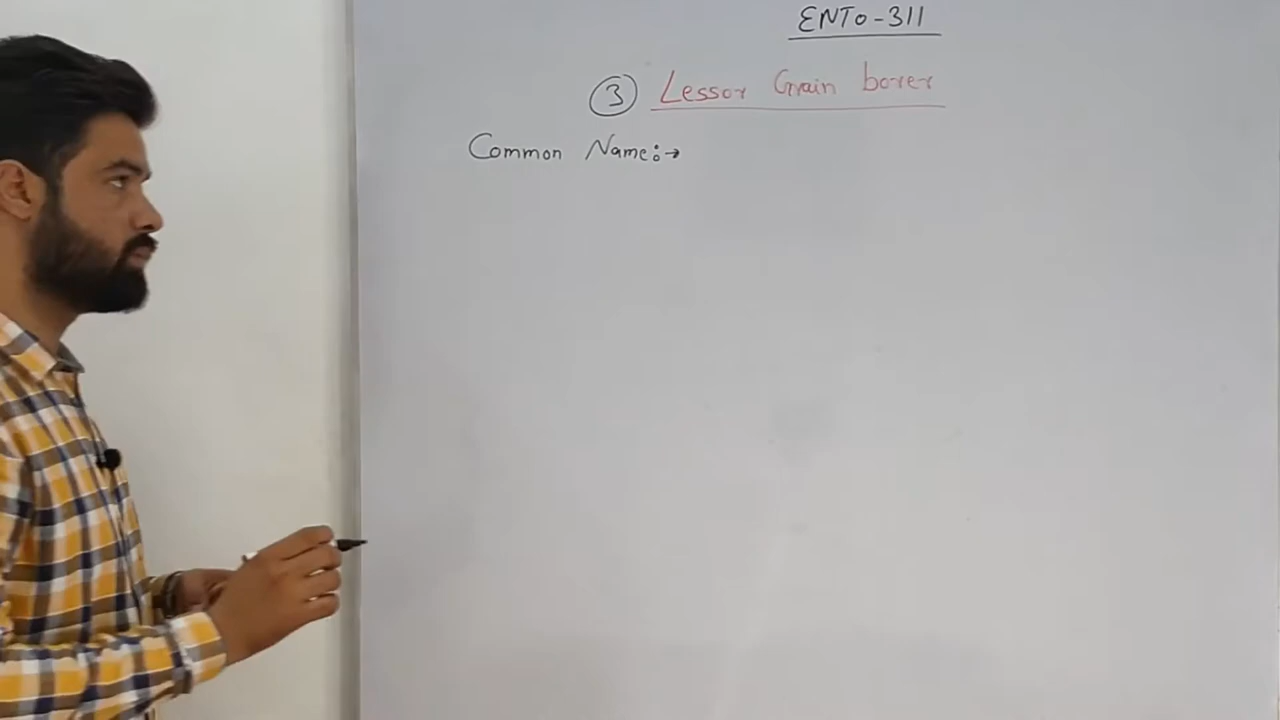 ENTO-311
③ Lessor Grain borer
Common Name:→